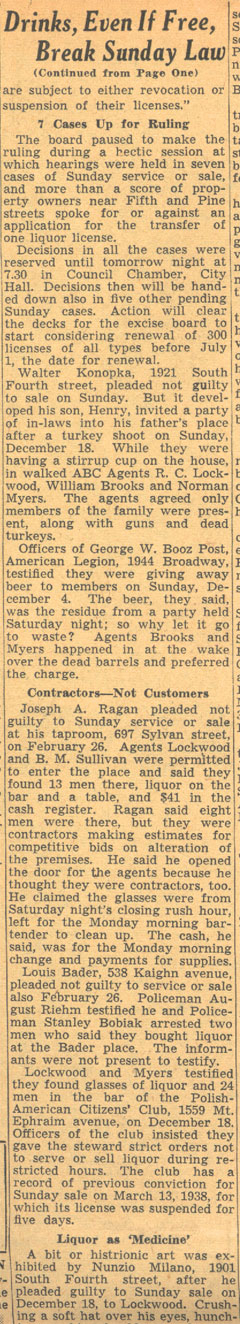 Drinks, Even If Free,
Break Sunday Law
(Continued from Page One)
are subject to either revocation or
suspension of their licenses."
7 Cases Up for Ruling
The board paused to make the
ruling during a hectic session at
which hearings were held in seven
cases of Sunday service or sale,
and more than a score of prop-
erty owners near Fifth and Pine
streets spoke for or against an
application for the transfer of
one liquor license.
Decisions in all the cases were
reserved until tomorrow night at
7.30 in Council Chamber, City
Hall. Decisions then will be hand-
ed down also in five other pending
Sunday cases. Action will clear
the decks for the excise board to
start considering renewal of 300
licenses of all types before July
1, the date for renewal.
Walter Konopka, 1921 South
Fourth street, pleaded not guilty
to sale on Sunday. But it devel-
oped his son, Henry, invited a party
of in-laws into his father's place
after a turkey shoot on Sunday,
December 18. While they were
having a stirrup cup on the house,
in walked ABC Agents R. C. Lock-
wood, William Brooks and Norman
Myers. The agents agreed only
members of the family were pres-
ent, along with guns and dead
turkeys.
Officers of George W. Booz Post,
American Legion, 1944 Broadway,
testified they were giving away
beer to members on Sunday, De-
cember 4. The beer, they said,
was the residue from a party held
Saturday night; so why let it go
to waste? Agents Brooks and
Myers happened in at the wake
over the dead barrels and preferred
the charge.
Contractors—Not Customers
Joseph A. Ragan pleaded not
guilty to Sunday service or sale
at his taproom, 697 Sylvan street,
on February 26. Agents Lockwood
and B. M. Sullivan were permitted
to enter the place and said they
found 13 men there, liquor on the
bar and a table, and $41 in the
cash register. Ragan said eight
men were there, but they were
contractors making estimates for
competitive bids on alteration of
the premises. He said he opened
the door for the agents because he
thought they were contractors, too.
He claimed the glasses were from
Saturday night's closing rush hour,
left for the Monday morning bar-
tender to clean up. The cash, he
said, was for the Monday morning
change and payments for supplies.
Louis Bader, 538 Kaighn avenue,
pleaded not guilty to service or sale
also February 26. Policeman Au-
gust Riehm testified he and Police-
man Stanley Bobiak arrested two
men who said they bought liquor
at the Bader place. The inform-
ants were not present to testify.
Lockwood and Myers testified
they found glasses of liquor and 24
men in the bar of the Polish-
American Citizens' Club, 1559 Mt.
Ephraim avenue, on December 18.
Officers of the club insisted they
gave the steward strict orders not
to serve or sell liquor during re-
stricted hours. The club has a
record of previous conviction for
Sunday sale on March 13, 1938, for
which its license was suspended for
five days.
Liquor as 'Medicine'
A bit or histrionic art was ex-
hibited by Nunzio Milano, 1901
South Fourth street, after he
pleaded guilty to Sunday sale on
December 18, to Lockwood. Crush-
ing a soft hat over his eyes, hunch-